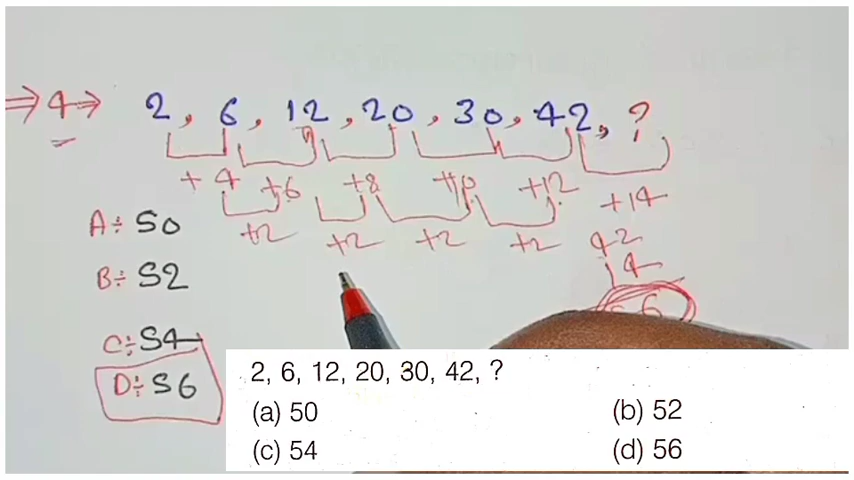 ⇒ 4 → 2, 6, 12, 20, 30, 42, ?
+4 +6 +8 +10 +12 +14
+2 +2 +2 +2
42
14
A÷ 50
B÷ 52
C÷ 54
D÷ 56
2, 6, 12, 20, 30, 42, ?
(a) 50 (b) 52
(c) 54 (d) 56